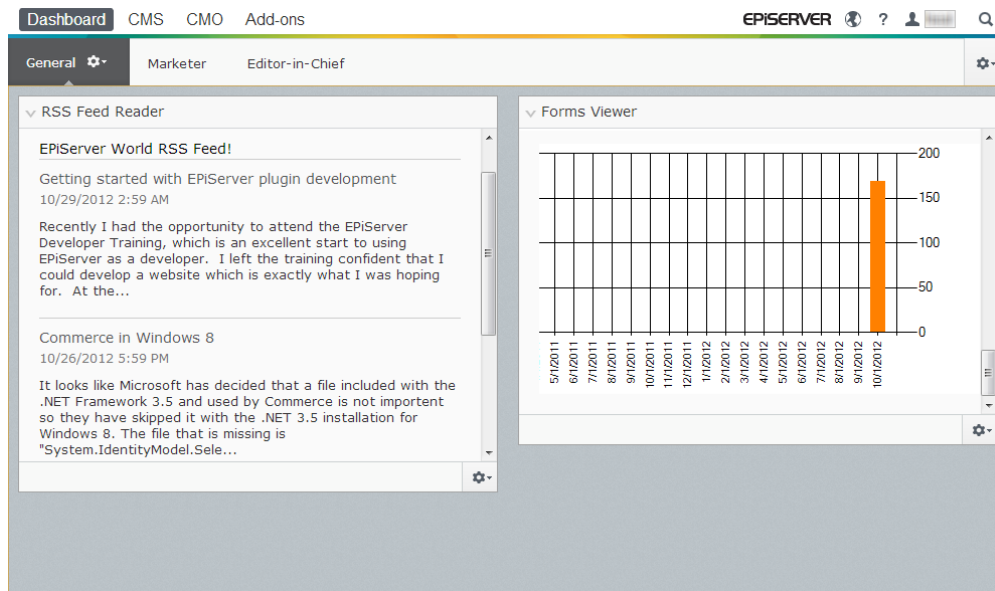 Dashboard CMS CMO Add-ons EPiSERVER ?
General Marketer Editor-in-Chief
RSS Feed Reader
EPiServer World RSS Feed!
Getting started with EPiServer plugin development
10/29/2012 2:59 AM
Recently I had the opportunity to attend the EPiServer
Developer Training, which is an excellent start to using
EPiServer as a developer. I left the training confident that I
could develop a website which is exactly what I was hoping
for. At the...
Commerce in Windows 8
10/26/2012 5:59 PM
It looks like Microsoft has decided that a file included with the
.NET Framework 3.5 and used by Commerce is not importent
so they have skipped it with the .NET 3.5 installation for
Windows 8. The file that is missing is
"System.IdentityModel.Sele...
Forms Viewer
200
150
100
50
0
5/1/2011
6/1/2011
7/1/2011
8/1/2011
9/1/2011
10/1/2011
11/1/2011
12/1/2011
1/1/2012
2/1/2012
3/1/2012
4/1/2012
5/1/2012
6/1/2012
7/1/2012
8/1/2012
9/1/2012
10/1/2012